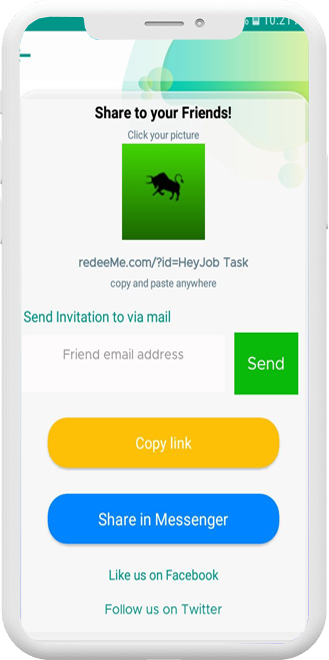 10:21
Share to your Friends!
Click your picture
redeeMe.com/?id=HeyJob Task
copy and paste anywhere
Send Invitation to via mail
Friend email address
Send
Copy link
Share in Messenger
Like us on Facebook
Follow us on Twitter